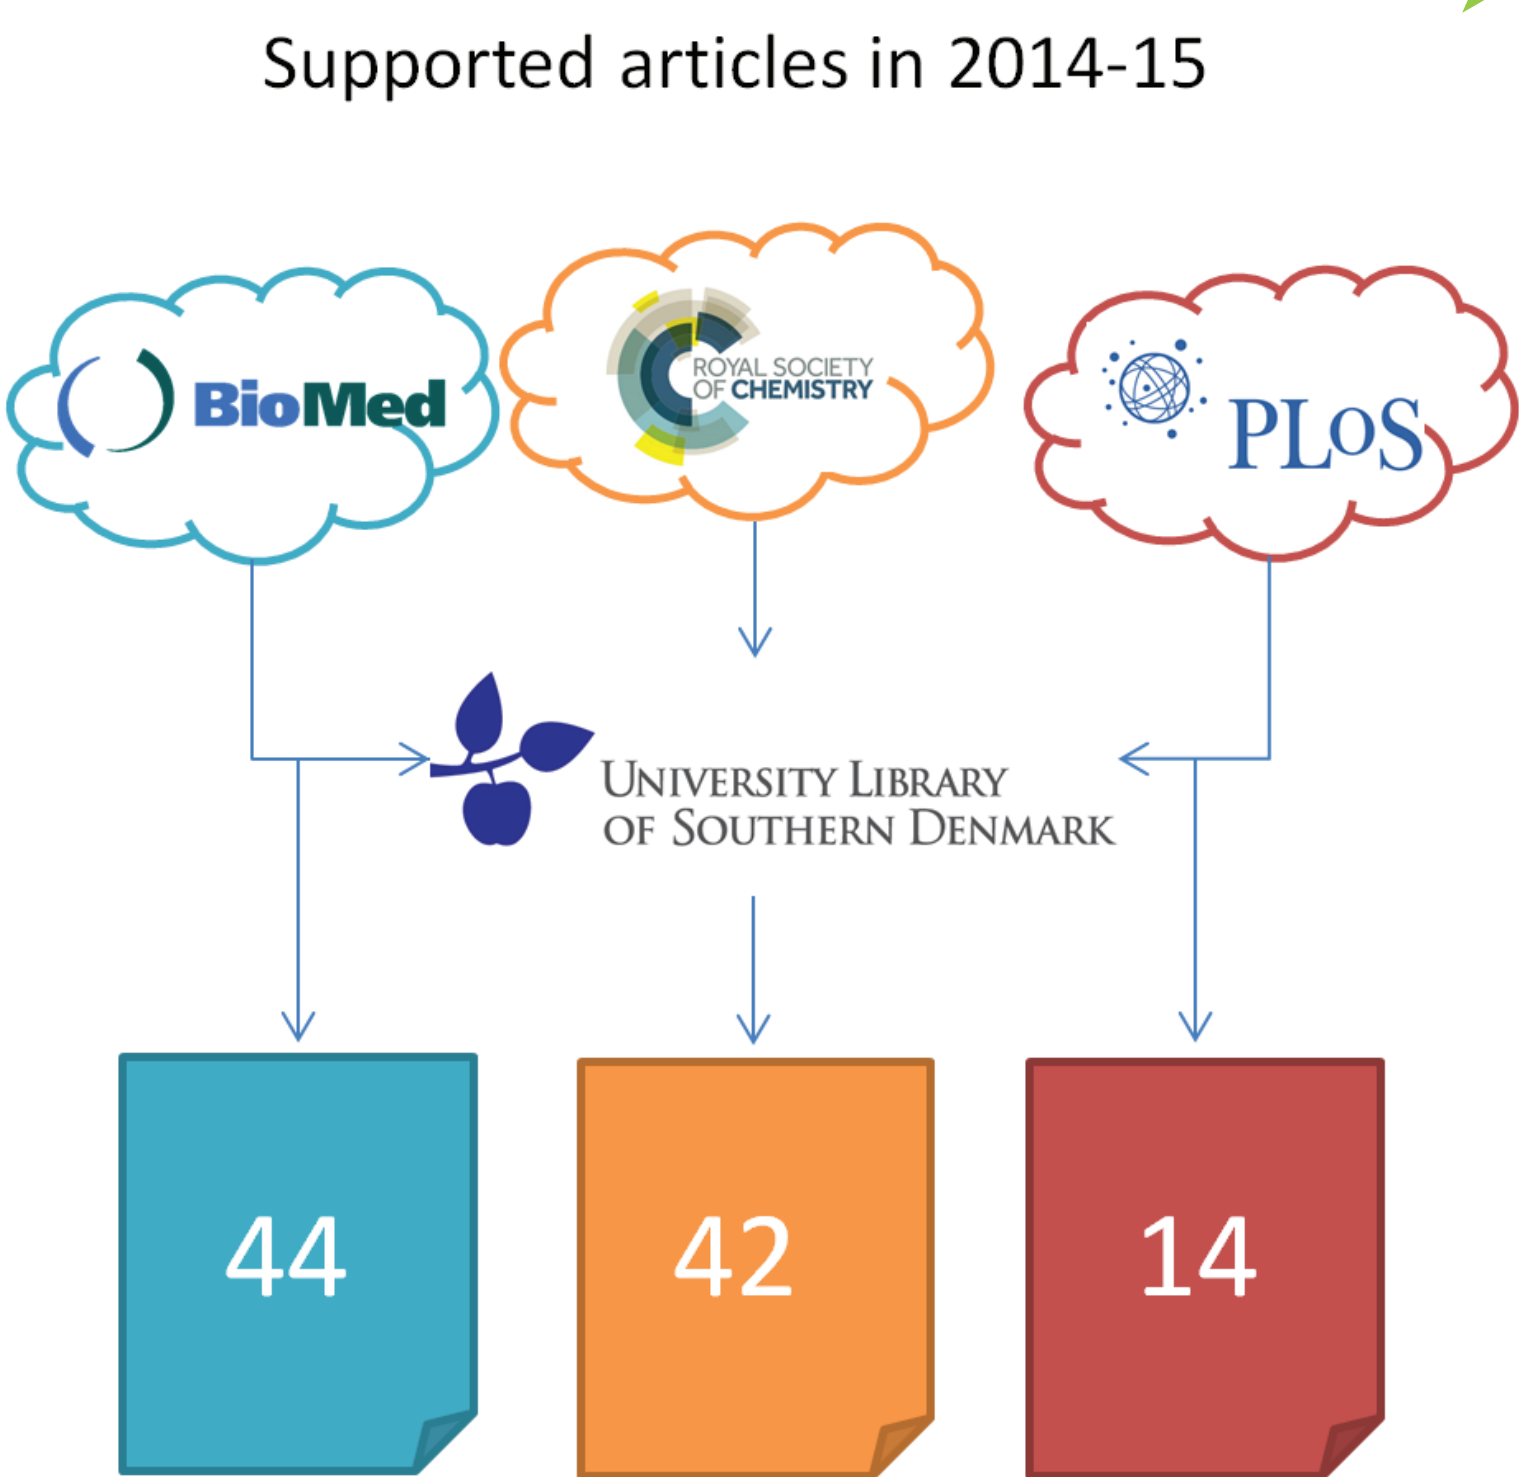 Supported articles in 2014-15
BioMed
ROYAL SOCIETY
OF CHEMISTRY
PLoS
UNIVERSITY LIBRARY
OF SOUTHERN DENMARK
44
42
14